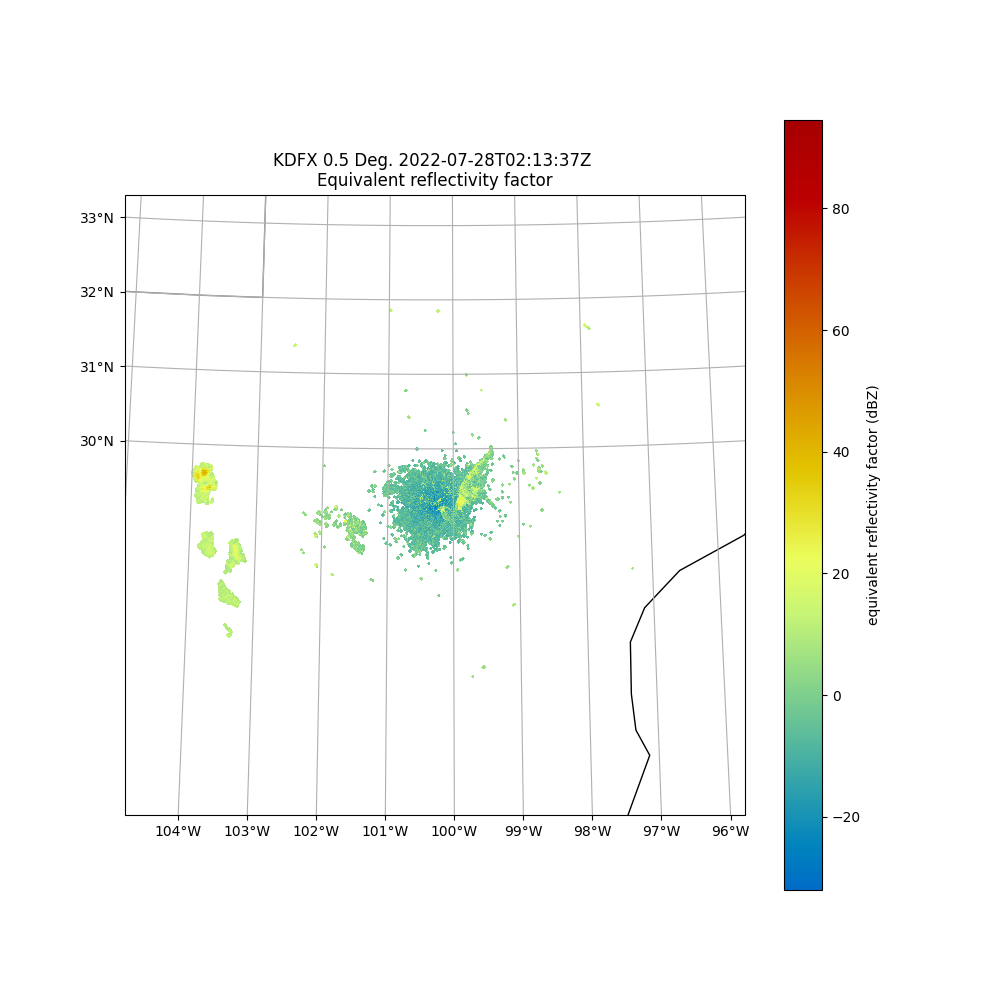 KDFX 0.5 Deg. 2022-07-28T02:13:37Z
Equivalent reflectivity factor
33°N
32°N
31°N
30°N
104°W 103°W 102°W 101°W 100°W 99°W 98°W 97°W 96°W
80
60
40
20
0
−20
equivalent reflectivity factor (dBZ)